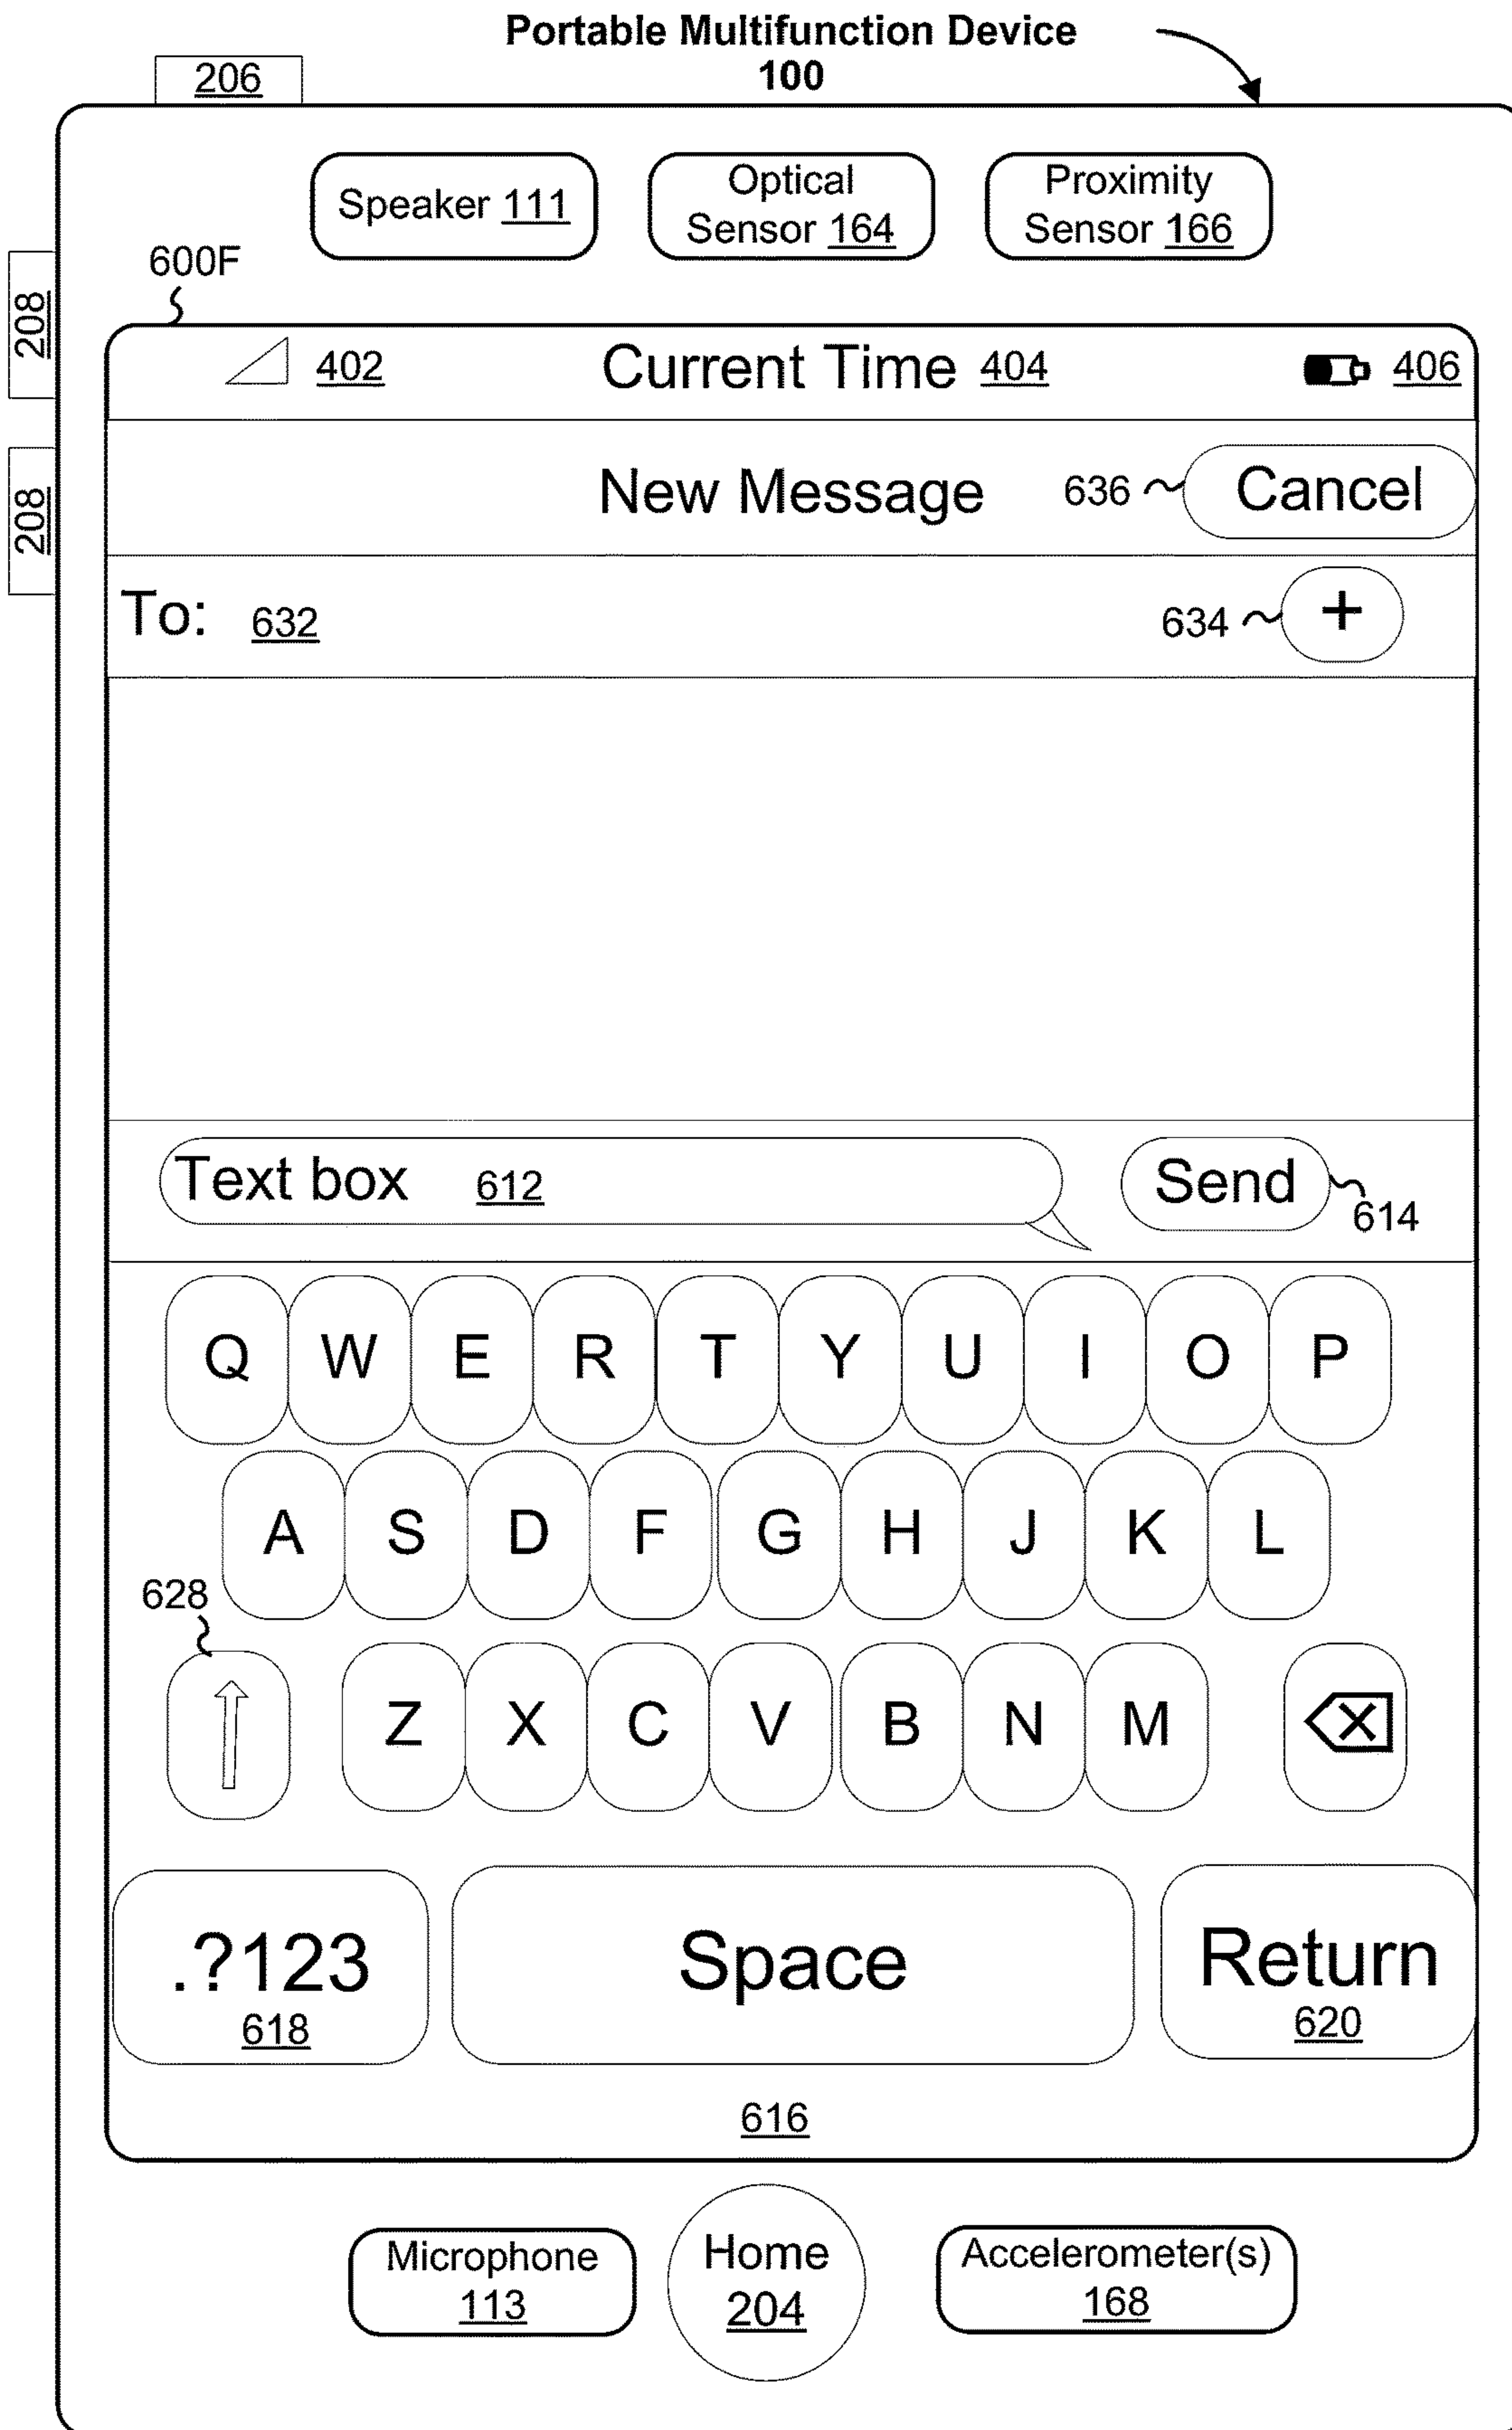 Portable Multifunction Device
100
206
Speaker 111
Optical
Sensor 164
Proximity
Sensor 166
600F
208
402
Current Time 404
406
208
New Message
636
Cancel
To: 632
634
+
Text box 612
Send
614
Q W E R T Y U I O P
A S D F G H J K L
628
Z X C V B N M
.?123
618
Space
Return
620
616
Microphone
113
Home
204
Accelerometer(s)
168